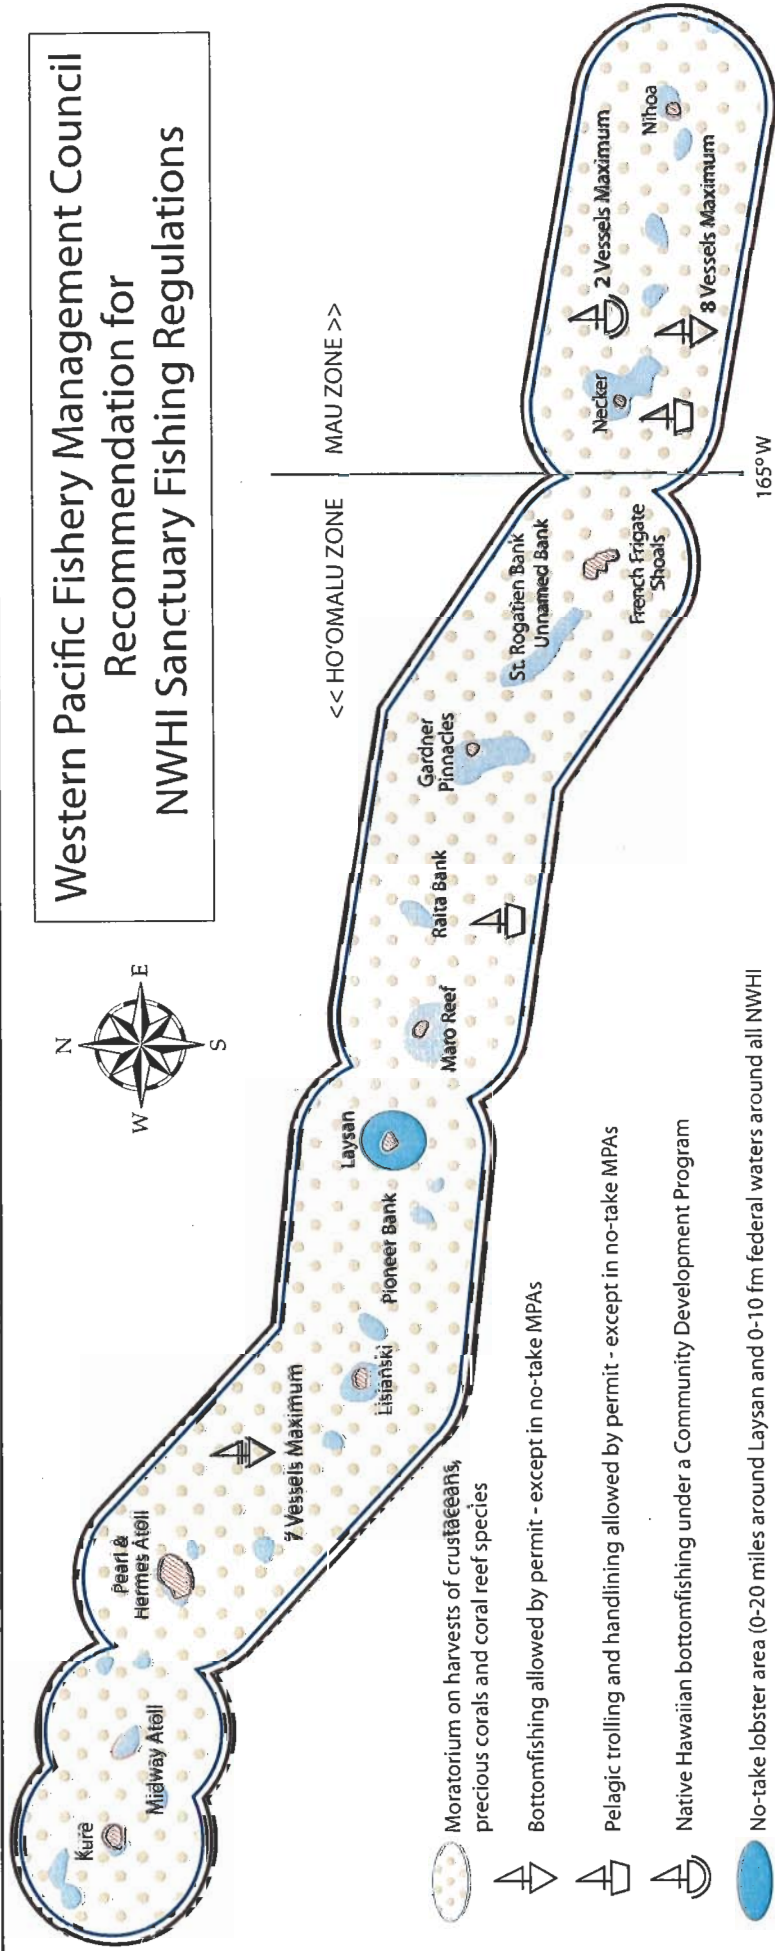 Western Pacific Fishery Management Council
Recommendation for
NWHI Sanctuary Fishing Regulations
N
W
E
S
<< HO'OMALU ZONE
MAU ZONE >>
Kure
Midway Atoll
Pearl &
Hermes Atoll
7 Vessels Maximum
Lisianski
Pioneer Bank
Laysan
Maro Reef
Raita Bank
Gardner
Pinnacles
St. Rogatien Bank
Unnamed Bank
French Frigate
Shoals
Necker
2 Vessels Maximum
8 Vessels Maximum
Nihoa
165°W
Moratorium on harvests of crustaceans,
precious corals and coral reef species
Bottomfishing allowed by permit - except in no-take MPAs
Pelagic trolling and handlining allowed by permit - except in no-take MPAs
Native Hawaiian bottomfishing under a Community Development Program
No-take lobster area (0-20 miles around Laysan and 0-10 fm federal waters around all NWHI